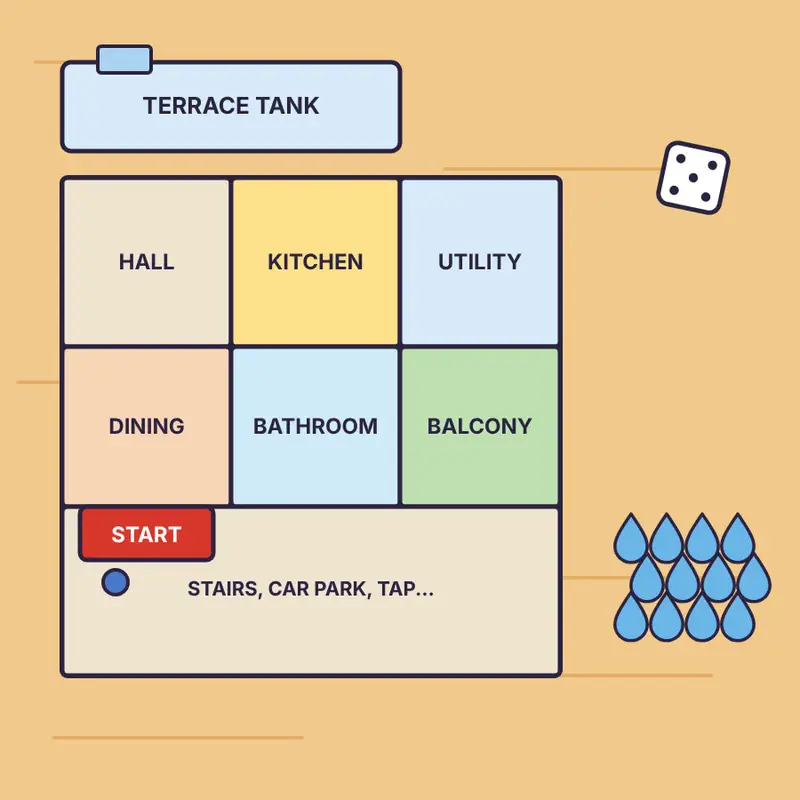 TERRACE TANK
HALL
KITCHEN
UTILITY
DINING
BATHROOM
BALCONY
START
STAIRS, CAR PARK, TAP...